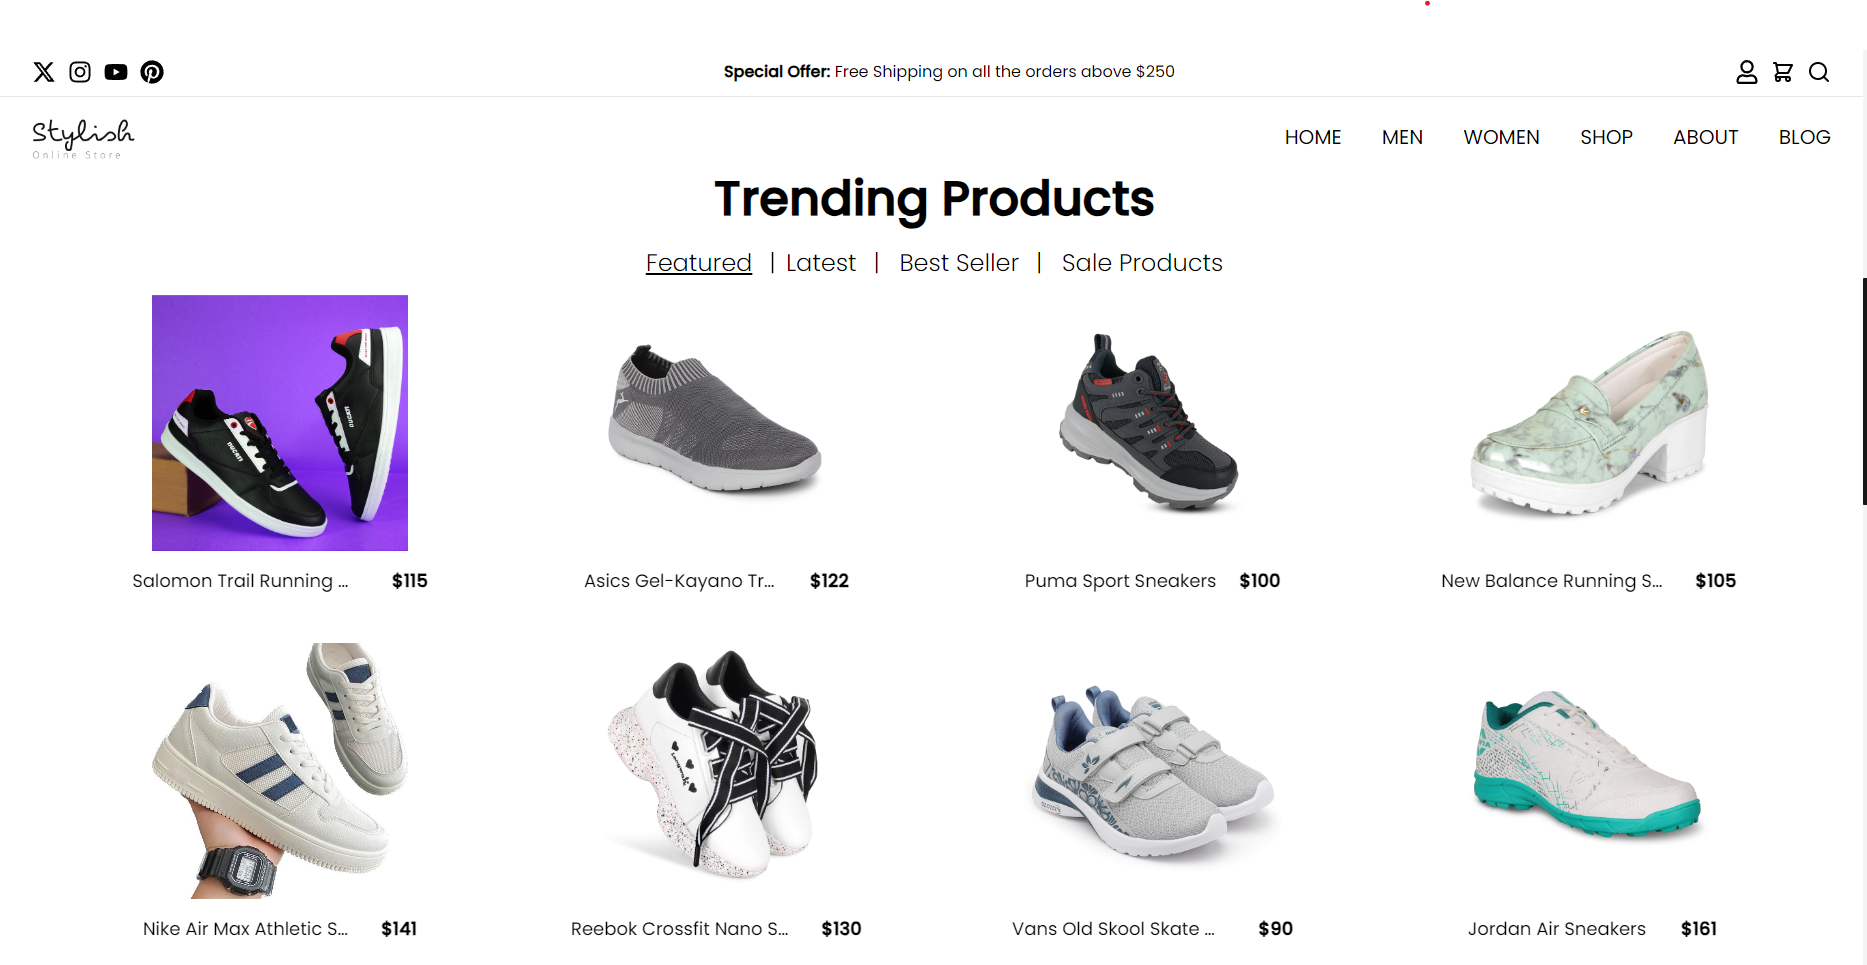 Special Offer: Free Shipping on all the orders above $250
Stylish
Online Store
HOME MEN WOMEN SHOP ABOUT BLOG
Trending Products
Featured | Latest | Best Seller | Sale Products
DUCATI
DUCATI
Salomon Trail Running ... $115
Asics Gel-Kayano Tr... $122
Puma Sport Sneakers $100
New Balance Running S... $105
Nike Air Max Athletic S... $141
Reebok Crossfit Nano S... $130
Vans Old Skool Skate ... $90
Jordan Air Sneakers $161